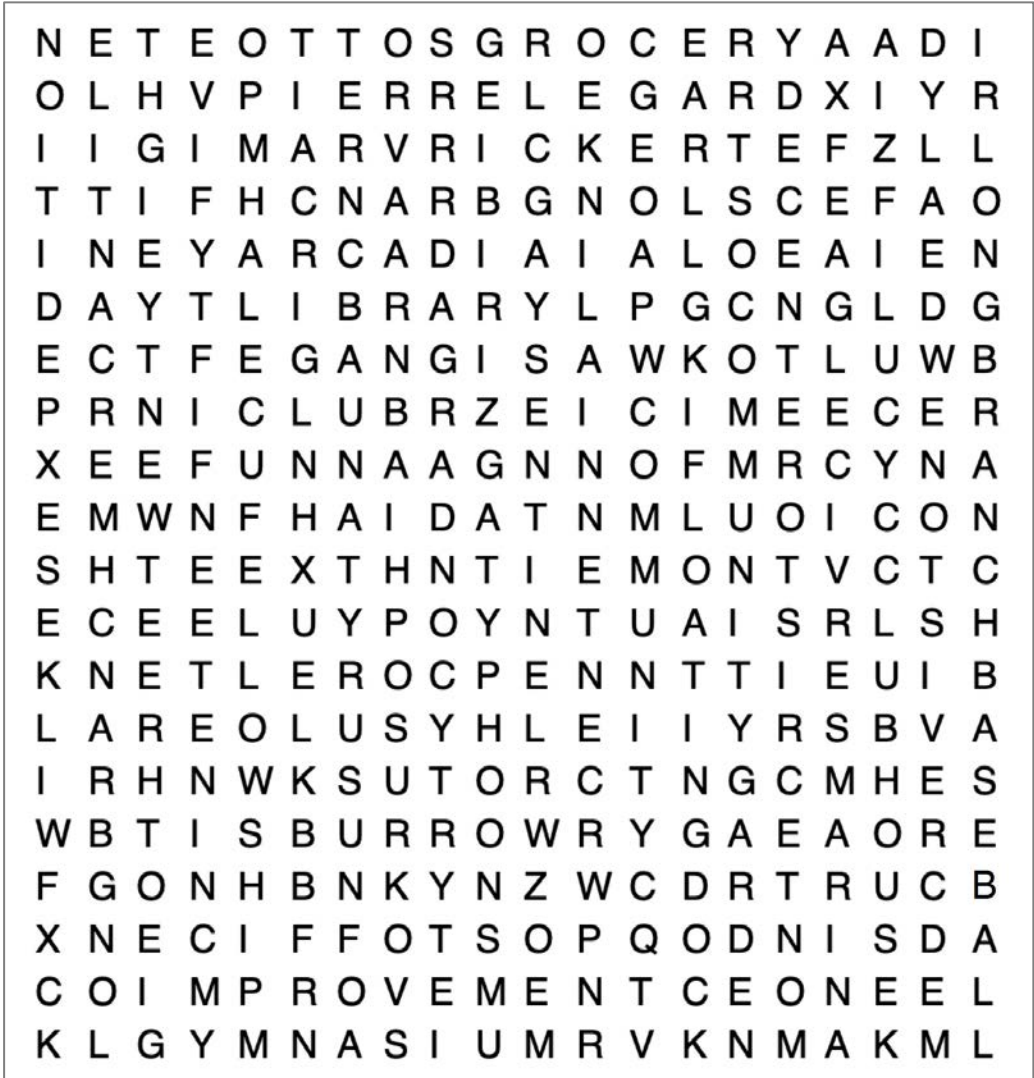 N E T E O T T O S G R O C E R Y A A D I
O L H V P I E R R E L E G A R D X I Y R
I I G I M A R V R I C K E R T E F Z L L
T T I F H C N A R B G N O L S C E F A O
I N E Y A R C A D I A I A L O E A I E N
D A Y T L I B R A R Y L P G C N G L D G
E C T F E G A N G I S A W K O T L U W B
P R N I C L U B R Z E I C I M E E C E R
X E E F U N N A A G N N O F M R C Y N A
E M W N F H A I D A T N M L U O I C O N
S H T E E X T H N T I E M O N T V C T C
E C E E L U Y P O Y N T U A I S R L S H
K N E T L E R O C P E N N T T I E U I B
L A R E O L U S Y H L E I I Y R S B V A
I R H N W K S U T O R C T N G C M H E S
W B T I S B U R R O W R Y G A E A O R E
F G O N H B N K Y N Z W C D R T R U C B
X N E C I F F O T S O P Q O D N I S D A
C O I M P R O V E M E N T C E O N E E L
K L G Y M N A S I U M R V K N M A K M L